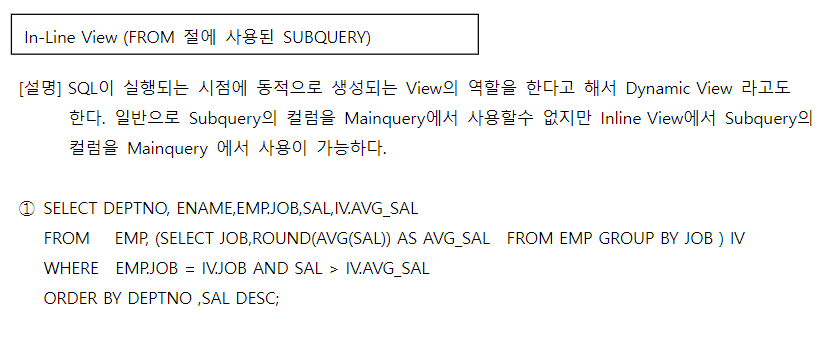 In-Line View (FROM 절에 사용된 SUBQUERY)
[설명] SQL이 실행되는 시점에 동적으로 생성되는 View의 역할을 한다고 해서 Dynamic View 라고도
한다. 일반으로 Subquery의 컬럼을 Mainquery에서 사용할수 없지만 Inline View에서 Subquery의
컬럼을 Mainquery 에서 사용이 가능하다.
① SELECT DEPTNO, ENAME,EMP.JOB,SAL,IV.AVG_SAL
FROM EMP, (SELECT JOB,ROUND(AVG(SAL)) AS AVG_SAL FROM EMP GROUP BY JOB ) IV
WHERE EMP.JOB = IV.JOB AND SAL > IV.AVG_SAL
ORDER BY DEPTNO ,SAL DESC;